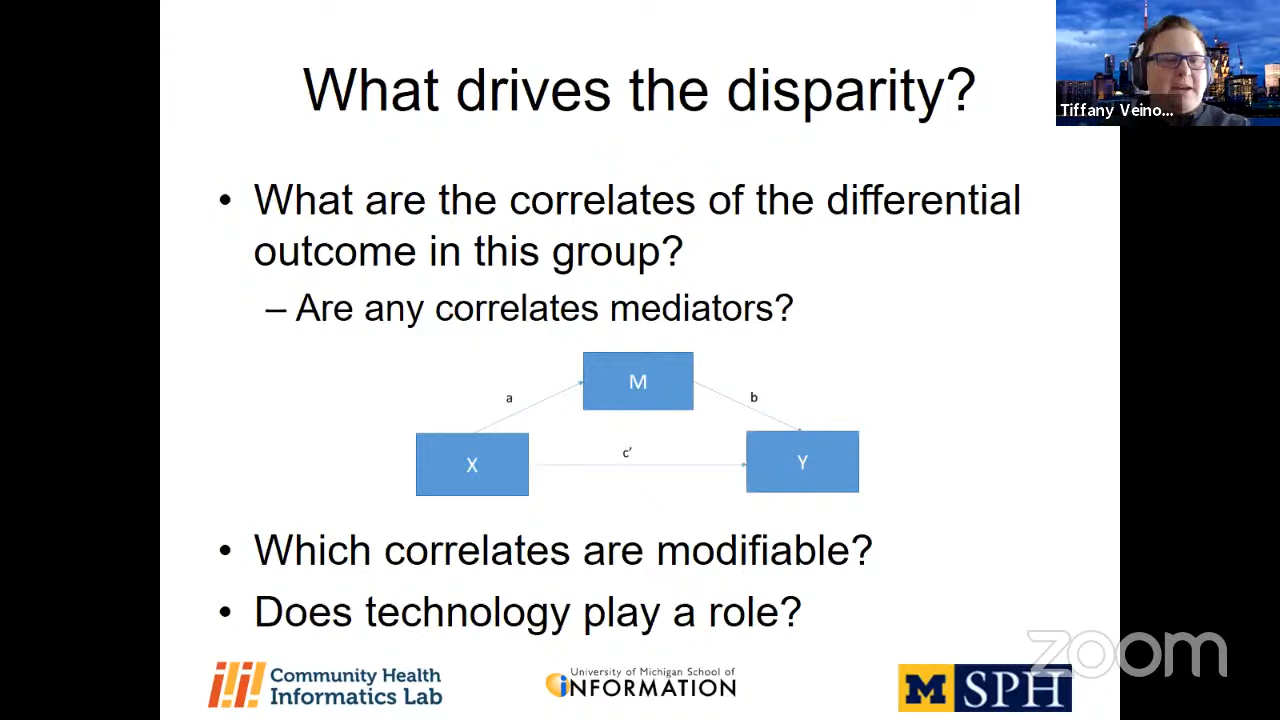 What drives the disparity?
Tiffany Veino...
• What are the correlates of the differential
outcome in this group?
– Are any correlates mediators?
M
a
b
X
c’
Y
• Which correlates are modifiable?
• Does technology play a role?
zoom
Community Health
Informatics Lab
University of Michigan School of
iNFORMATION
M SPH